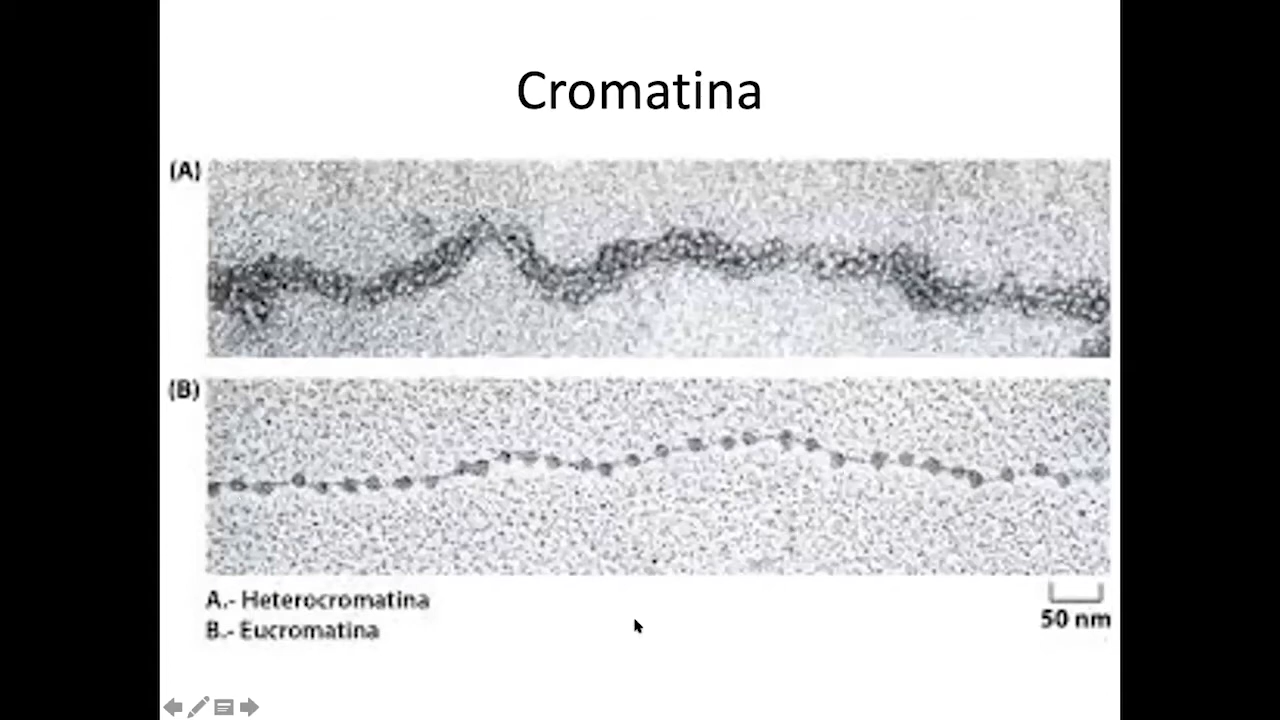 Cromatina
(A)
(B)
A.- Heterocromatina
B.- Eucromatina
50 nm